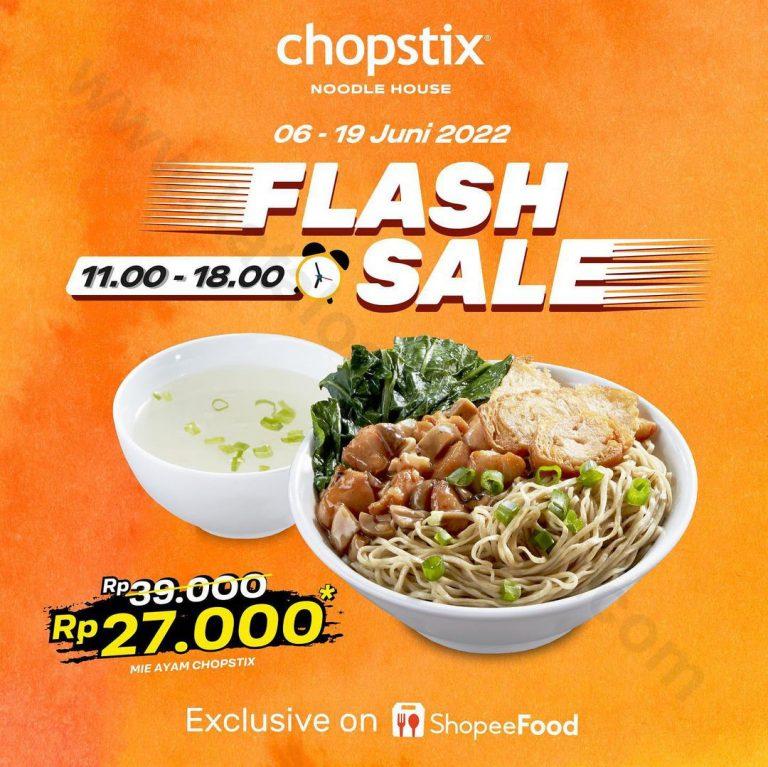 chopstix®
NOODLE HOUSE
06 - 19 Juni 2022
FLASH
11.00 - 18.00
SALE
Rp39.000
Rp27.000*
MIE AYAM CHOPSTIX
Exclusive on ShopeeFood